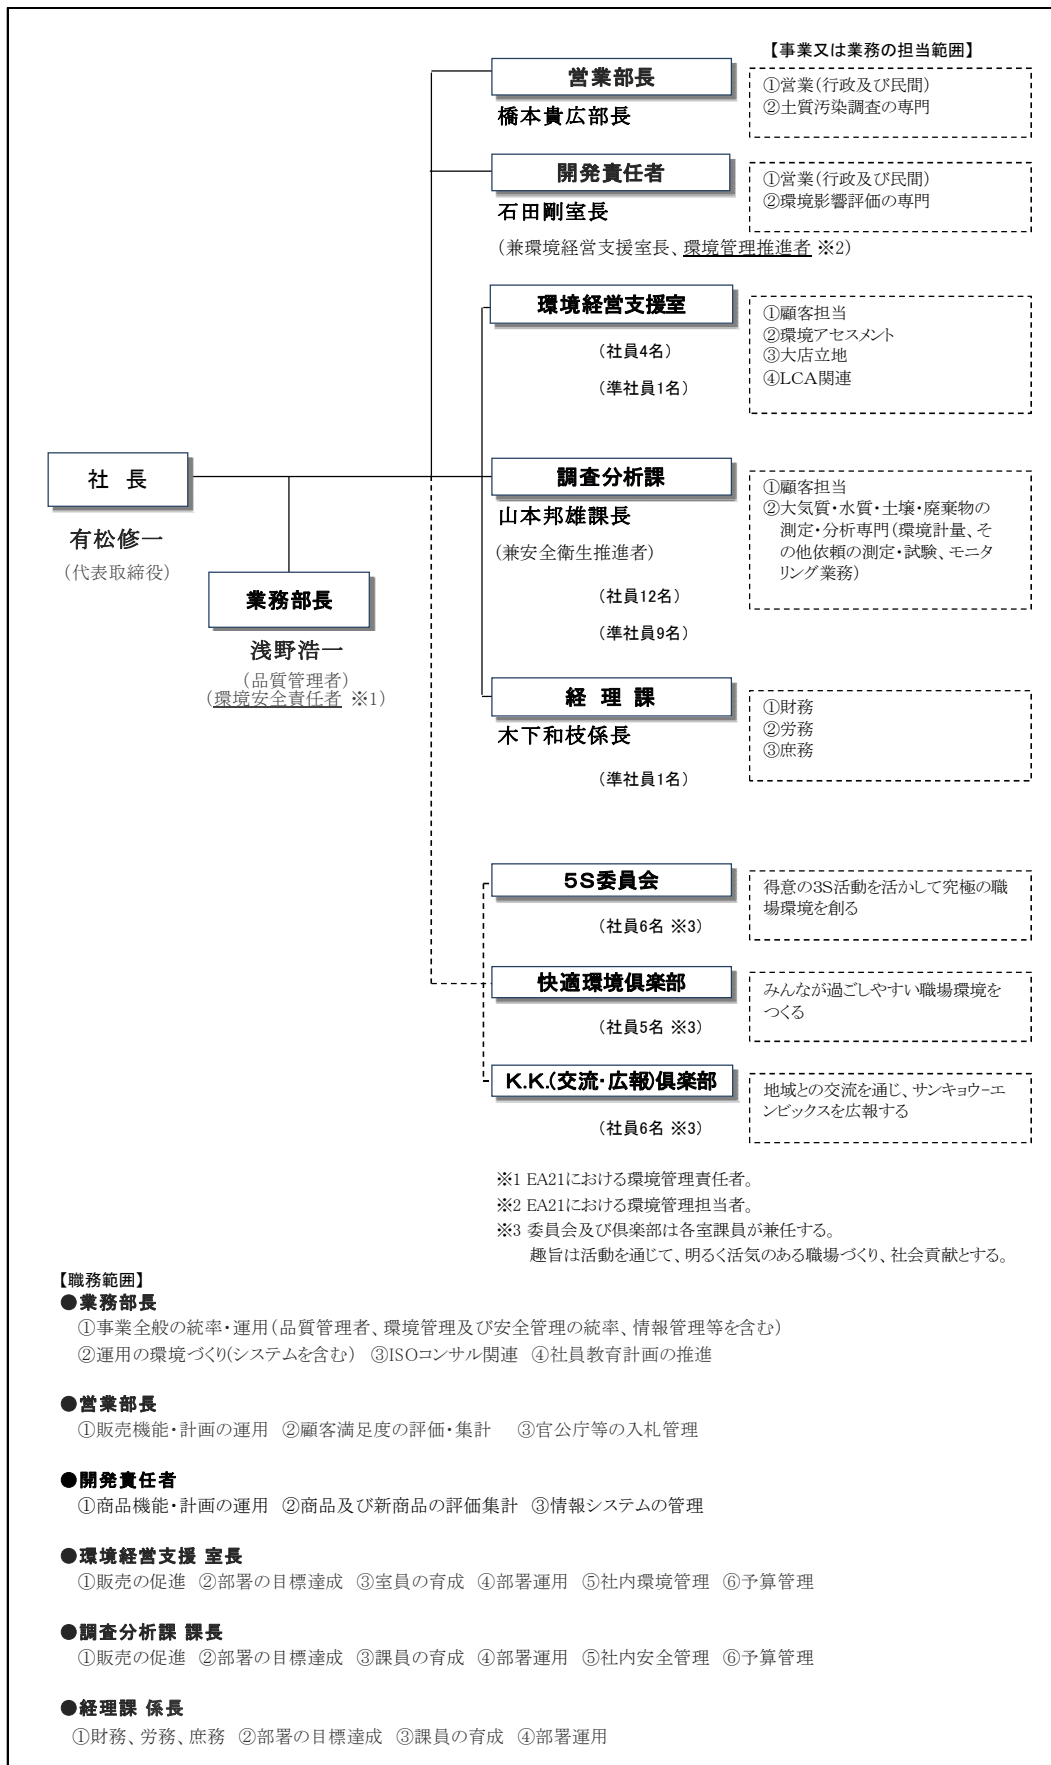 【事業又は業務の担当範囲】
営業部長
橋本貴広部長
①営業(行政及び民間)
②土質汚染調査の専門
開発責任者
石田剛室長
(兼環境経営支援室長、環境管理推進者 ※2)
①営業(行政及び民間)
②環境影響評価の専門
環境経営支援室
(社員4名)
(準社員1名)
①顧客担当
②環境アセスメント
③大店立地
④LCA関連
社 長
有松修一
(代表取締役)
業務部長
浅野浩一
(品質管理者)
(環境安全責任者 ※1)
調査分析課
山本邦雄課長
(兼安全衛生推進者)
(社員12名)
(準社員9名)
①顧客担当
②大気質・水質・土壌・廃棄物の
測定・分析専門(環境計量、そ
の他依頼の測定・試験、モニタ
リング業務)
経 理 課
木下和枝係長
(準社員1名)
①財務
②労務
③庶務
5S委員会
(社員6名 ※3)
得意の3S活動を活かして究極の職
場環境を創る
快適環境倶楽部
(社員5名 ※3)
みんなが過ごしやすい職場環境を
つくる
K.K.(交流・広報)倶楽部
(社員6名 ※3)
地域との交流を通じ、サンキョウ-エ
ンビックスを広報する
※1 EA21における環境管理責任者。
※2 EA21における環境管理担当者。
※3 委員会及び倶楽部は各室課員が兼任する。
趣旨は活動を通じて、明るく活気のある職場づくり、社会貢献とする。
【職務範囲】
●業務部長
①事業全般の統率・運用(品質管理者、環境管理及び安全管理の統率、情報管理等を含む)
②運用の環境づくり(システムを含む) ③ISOコンサル関連 ④社員教育計画の推進
●営業部長
①販売機能・計画の運用 ②顧客満足度の評価・集計 ③官公庁等の入札管理
●開発責任者
①商品機能・計画の運用 ②商品及び新商品の評価集計 ③情報システムの管理
●環境経営支援 室長
①販売の促進 ②部署の目標達成 ③室員の育成 ④部署運用 ⑤社内環境管理 ⑥予算管理
●調査分析課 課長
①販売の促進 ②部署の目標達成 ③課員の育成 ④部署運用 ⑤社内安全管理 ⑥予算管理
●経理課 係長
①財務、労務、庶務 ②部署の目標達成 ③課員の育成 ④部署運用